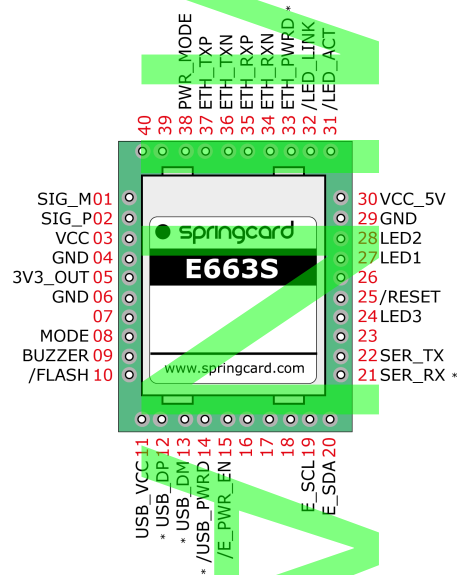 PWR_MODE
ETH_TXP
ETH_TXN
ETH_RXP
ETH_RXN
ETH_PWRD *
/LED_LINK
/LED_ACT
40 39 38 37 36 35 34 33 32 31
SIG_M 01
SIG_P 02
VCC 03
GND 04
3V3_OUT 05
GND 06
07
MODE 08
BUZZER 09
/FLASH 10
springcard
E663S
www.springcard.com
30 VCC_5V
29 GND
28 LED2
27 LED1
26
25 /RESET
24 LED3
23
22 SER_TX
21 SER_RX *
11 12 13 14 15 16 17 18 19 20
USB_VCC
* USB_DP
* USB_DM
* /USB_PWRD
/E_PWR_EN
E_SCL
E_SDA